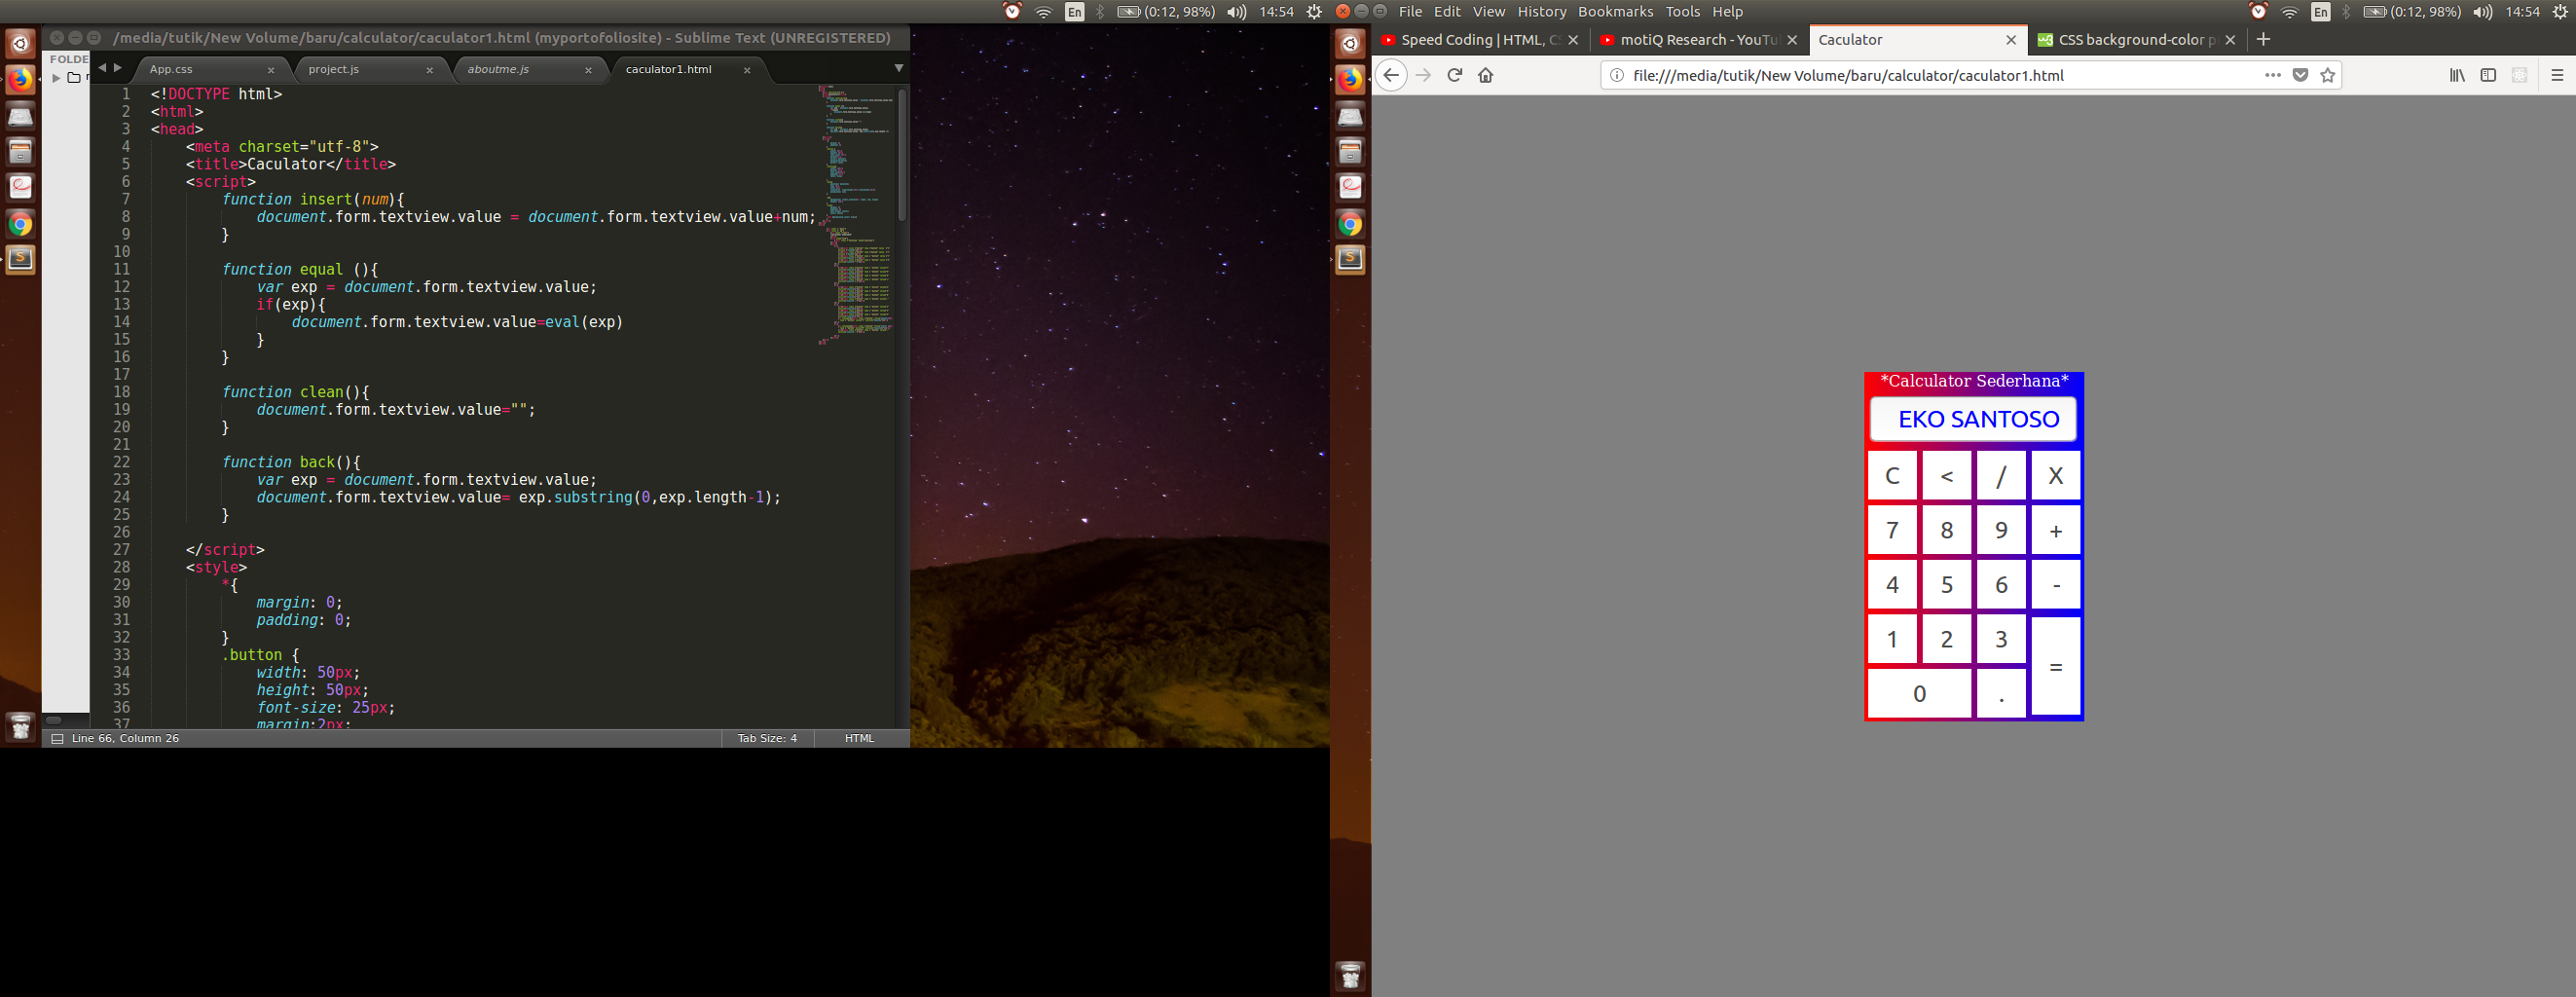 En (0:12, 98%) 14:54
/media/tutik/New Volume/baru/calculator/caculator1.html (myportofoliosite) - Sublime Text (UNREGISTERED)
FOLDE
App.css project.js aboutme.js caculator1.html
1 <!DOCTYPE html>
2 <html>
3 <head>
4 <meta charset="utf-8">
5 <title>Caculator</title>
6 <script>
7 function insert(num){
8 document.form.textview.value = document.form.textview.value+num;
9 }
10
11 function equal (){
12 var exp = document.form.textview.value;
13 if(exp){
14 document.form.textview.value=eval(exp)
15 }
16 }
17
18 function clean(){
19 document.form.textview.value="";
20 }
21
22 function back(){
23 var exp = document.form.textview.value;
24 document.form.textview.value= exp.substring(0,exp.length-1);
25 }
26
27 </script>
28 <style>
29 *{
30 margin: 0;
31 padding: 0;
32 }
33 .button {
34 width: 50px;
35 height: 50px;
36 font-size: 25px;
37 margin:2px;
Line 66, Column 26 Tab Size: 4 HTML
File Edit View History Bookmarks Tools Help En (0:12, 98%) 14:54
Speed Coding | HTML, CS motiQ Research - YouTu Caculator CSS background-color p
file:///media/tutik/New Volume/baru/calculator/caculator1.html
*Calculator Sederhana*
EKO SANTOSO
C < / X
7 8 9 +
4 5 6 -
1 2 3
=
0 .